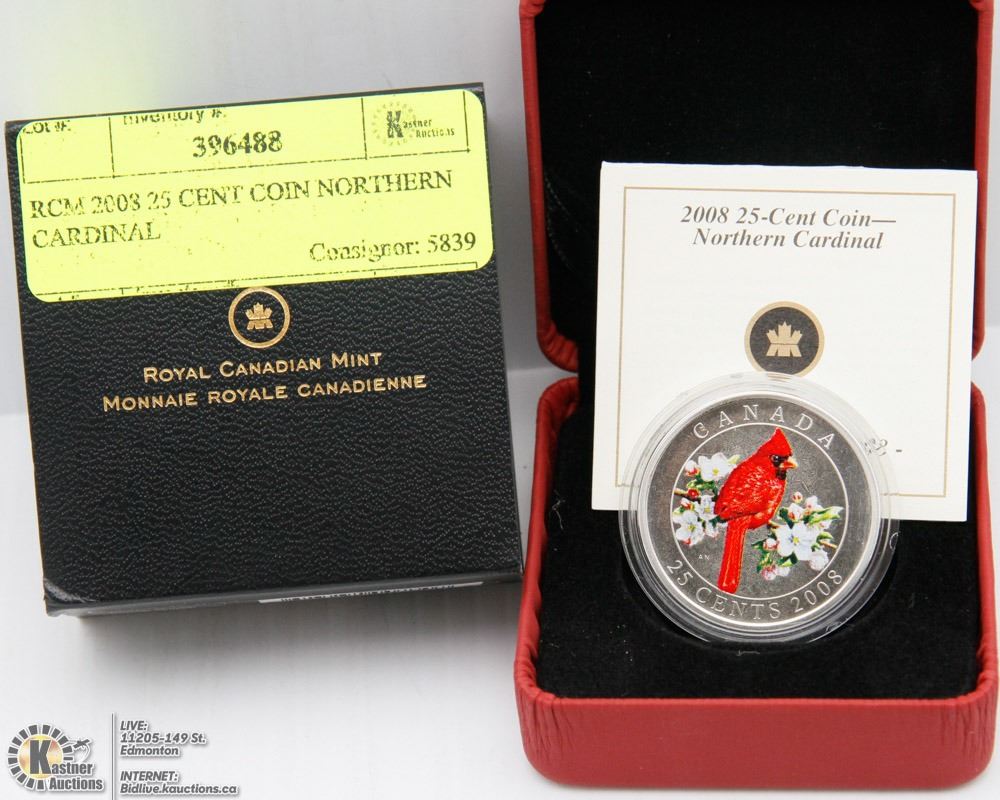 Inventory #:
396488
Kastner
Auctions
RCM 2008 25 CENT COIN NORTHERN
CARDINAL
Consignor: 5839
ROYAL CANADIAN MINT
MONNAIE ROYALE CANADIENNE
2008 25-Cent Coin—
Northern Cardinal
CANADA
AN
25 CENTS 2008
Kastner
Auctions
LIVE:
11205-149 St.
Edmonton
INTERNET:
Bidlive.kauctions.ca